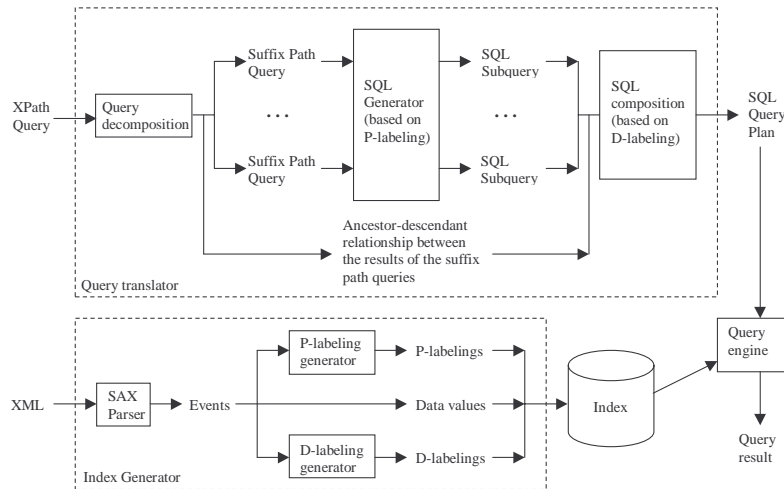 XPath
Query
Query
decomposition
Suffix Path
Query
...
Suffix Path
Query
SQL
Generator
(based on
P-labeling)
SQL
Subquery
...
SQL
Subquery
SQL
composition
(based on
D-labeling)
SQL
Query
Plan
Ancestor-descendant
relationship between
the results of the suffix
path queries
Query translator
XML
SAX
Parser
Events
P-labeling
generator
P-labelings
Data values
D-labeling
generator
D-labelings
Index Generator
Index
Query
engine
Query
result